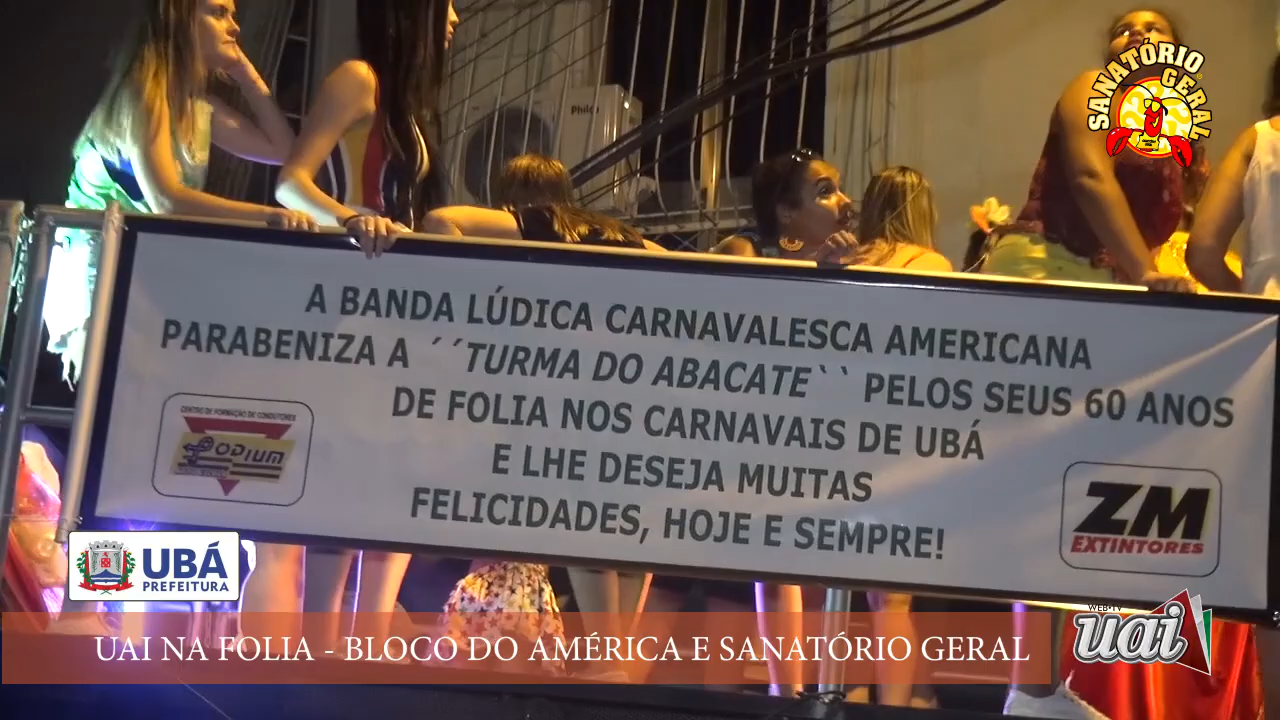 SANATÓRIO
GERAL
Philco
A BANDA LÚDICA CARNAVALESCA AMERICANA
PARABENIZA A ´´TURMA DO ABACATE`` PELOS SEUS 60 ANOS
DE FOLIA NOS CARNAVAIS DE UBÁ
E LHE DESEJA MUITAS
FELICIDADES, HOJE E SEMPRE!
CENTRO DE FORMAÇÃO DE CONDUTORES
PODIUM
ZM
EXTINTORES
UBÁ
PREFEITURA
WEB-TV
uai
UAI NA FOLIA - BLOCO DO AMÉRICA E SANATÓRIO GERAL